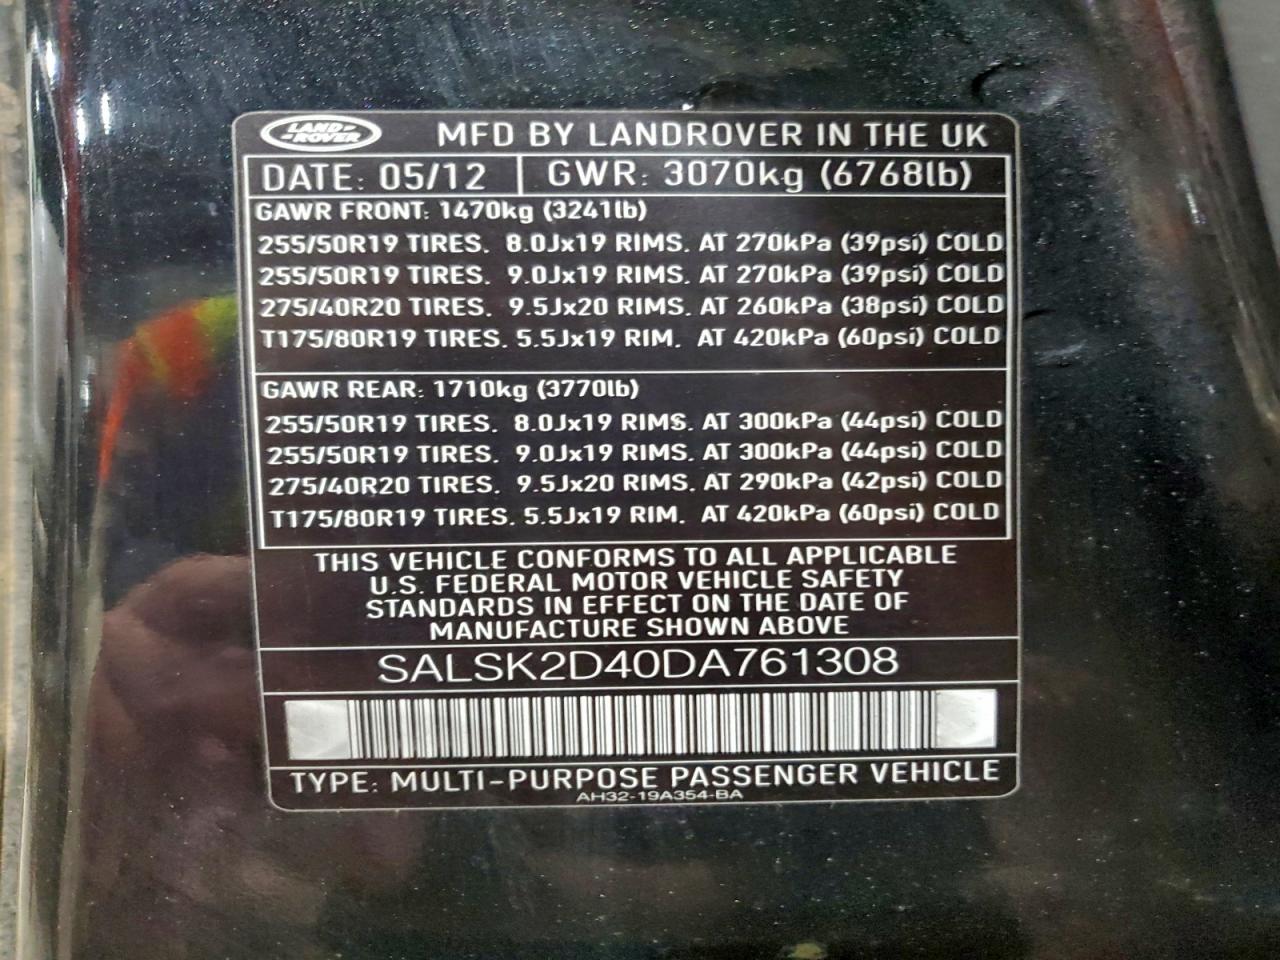 LAND-
-ROVER
MFD BY LANDROVER IN THE UK
DATE: 05/12 GWR: 3070kg (6768lb)
GAWR FRONT: 1470kg (3241lb)
255/50R19 TIRES. 8.0Jx19 RIMS. AT 270kPa (39psi) COLD
255/50R19 TIRES. 9.0Jx19 RIMS. AT 270kPa (39psi) COLD
275/40R20 TIRES. 9.5Jx20 RIMS. AT 260kPa (38psi) COLD
T175/80R19 TIRES. 5.5Jx19 RIM. AT 420kPa (60psi) COLD
GAWR REAR: 1710kg (3770lb)
255/50R19 TIRES. 8.0Jx19 RIMS. AT 300kPa (44psi) COLD
255/50R19 TIRES. 9.0Jx19 RIMS. AT 300kPa (44psi) COLD
275/40R20 TIRES. 9.5Jx20 RIMS. AT 290kPa (42psi) COLD
T175/80R19 TIRES. 5.5Jx19 RIM. AT 420kPa (60psi) COLD
THIS VEHICLE CONFORMS TO ALL APPLICABLE
U.S. FEDERAL MOTOR VEHICLE SAFETY
STANDARDS IN EFFECT ON THE DATE OF
MANUFACTURE SHOWN ABOVE
SALSK2D40DA761308
TYPE: MULTI-PURPOSE PASSENGER VEHICLE
AH32-19A354-BA